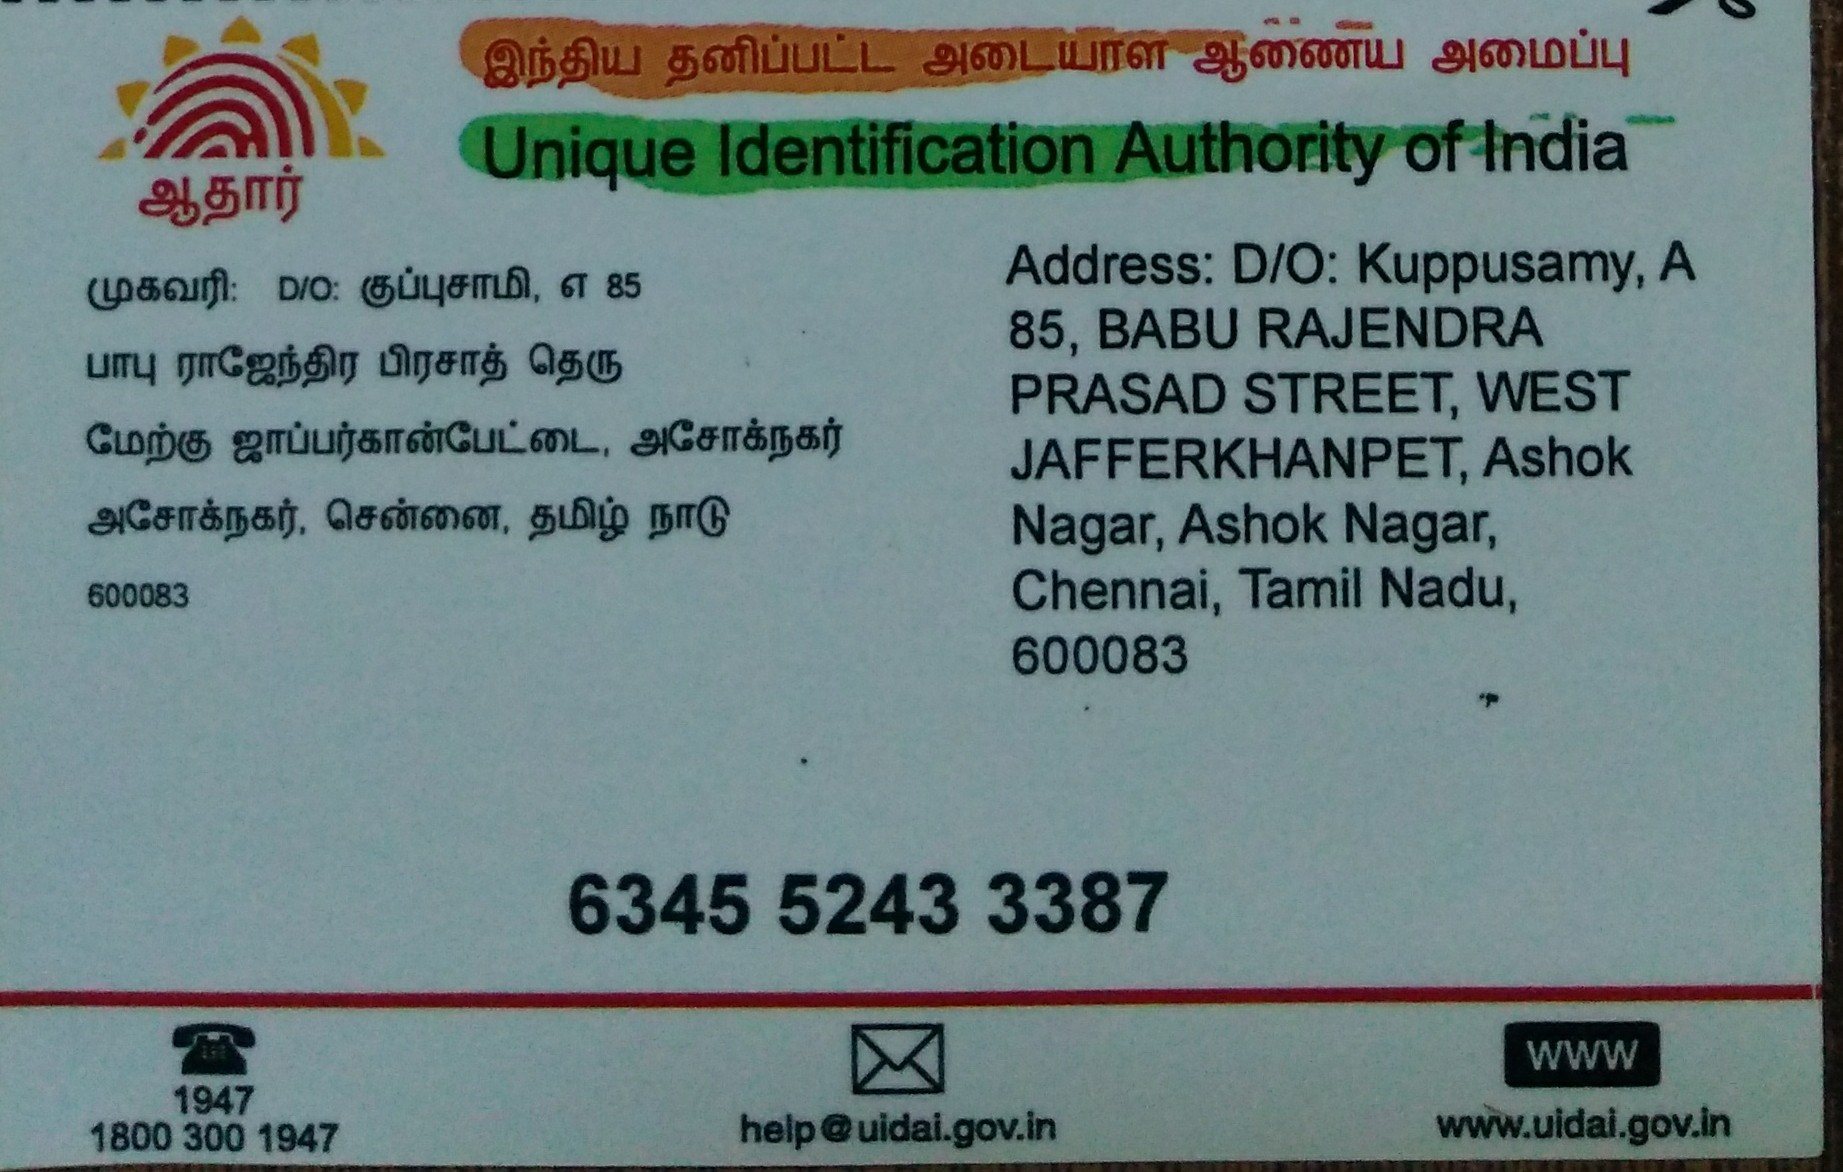 இந்திய தனிப்பட்ட அடையாள ஆணைய அமைப்பு
Unique Identification Authority of India
ஆதார்
முகவரி: D/O: குப்புசாமி, எ 85
பாபு ராஜேந்திர பிரசாத் தெரு
மேற்கு ஜாப்பர்கான்பேட்டை, அசோக்நகர்
அசோக்நகர், சென்னை, தமிழ் நாடு
600083
Address: D/O: Kuppusamy, A
85, BABU RAJENDRA
PRASAD STREET, WEST
JAFFERKHANPET, Ashok
Nagar, Ashok Nagar,
Chennai, Tamil Nadu,
600083
6345 5243 3387
1947
1800 300 1947
help@uidai.gov.in
WWW
www.uidai.gov.in